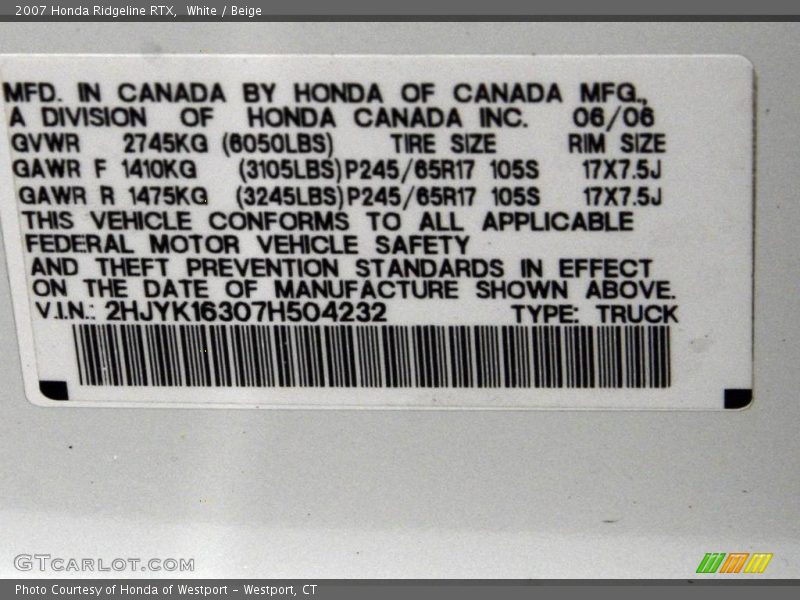 2007 Honda Ridgeline RTX, White / Beige
MFD. IN CANADA BY HONDA OF CANADA MFG.,
A DIVISION OF HONDA CANADA INC. 06/06
GVWR 2745KG (6050LBS) TIRE SIZE RIM SIZE
GAWR F 1410KG (3105LBS) P245/65R17 105S 17X7.5J
GAWR R 1475KG (3245LBS) P245/65R17 105S 17X7.5J
THIS VEHICLE CONFORMS TO ALL APPLICABLE
FEDERAL MOTOR VEHICLE SAFETY
AND THEFT PREVENTION STANDARDS IN EFFECT
ON THE DATE OF MANUFACTURE SHOWN ABOVE.
V.I.N.: 2HJYK16307H504232 TYPE: TRUCK
GTCARLOT.COM
Photo Courtesy of Honda of Westport - Westport, CT